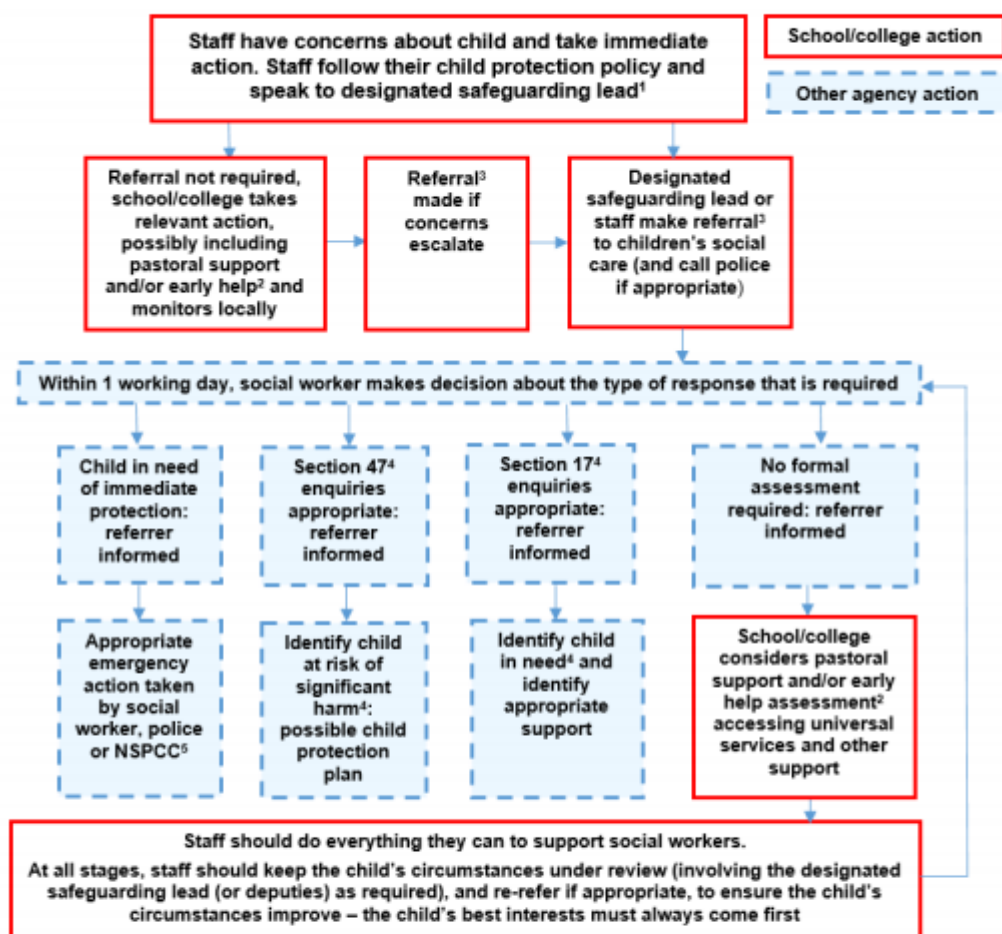 Staff have concerns about child and take immediate
action. Staff follow their child protection policy and
speak to designated safeguarding lead¹
School/college action
Other agency action
Referral not required,
school/college takes
relevant action,
possibly including
pastoral support
and/or early help² and
monitors locally
Referral³
made if
concerns
escalate
Designated
safeguarding lead or
staff make referral³
to children's social
care (and call police
if appropriate)
Within 1 working day, social worker makes decision about the type of response that is required
Child in need
of immediate
protection:
referrer
informed
Section 47⁴
enquiries
appropriate:
referrer
informed
Section 17⁴
enquiries
appropriate:
referrer
informed
No formal
assessment
required: referrer
informed
Appropriate
emergency
action taken
by social
worker, police
or NSPCC⁵
Identify child
at risk of
significant
harm⁴:
possible child
protection
plan
Identify child
in need⁴ and
identify
appropriate
support
School/college
considers pastoral
support and/or early
help assessment²
accessing universal
services and other
support
Staff should do everything they can to support social workers.
At all stages, staff should keep the child's circumstances under review (involving the designated
safeguarding lead (or deputies) as required), and re-refer if appropriate, to ensure the child's
circumstances improve – the child's best interests must always come first